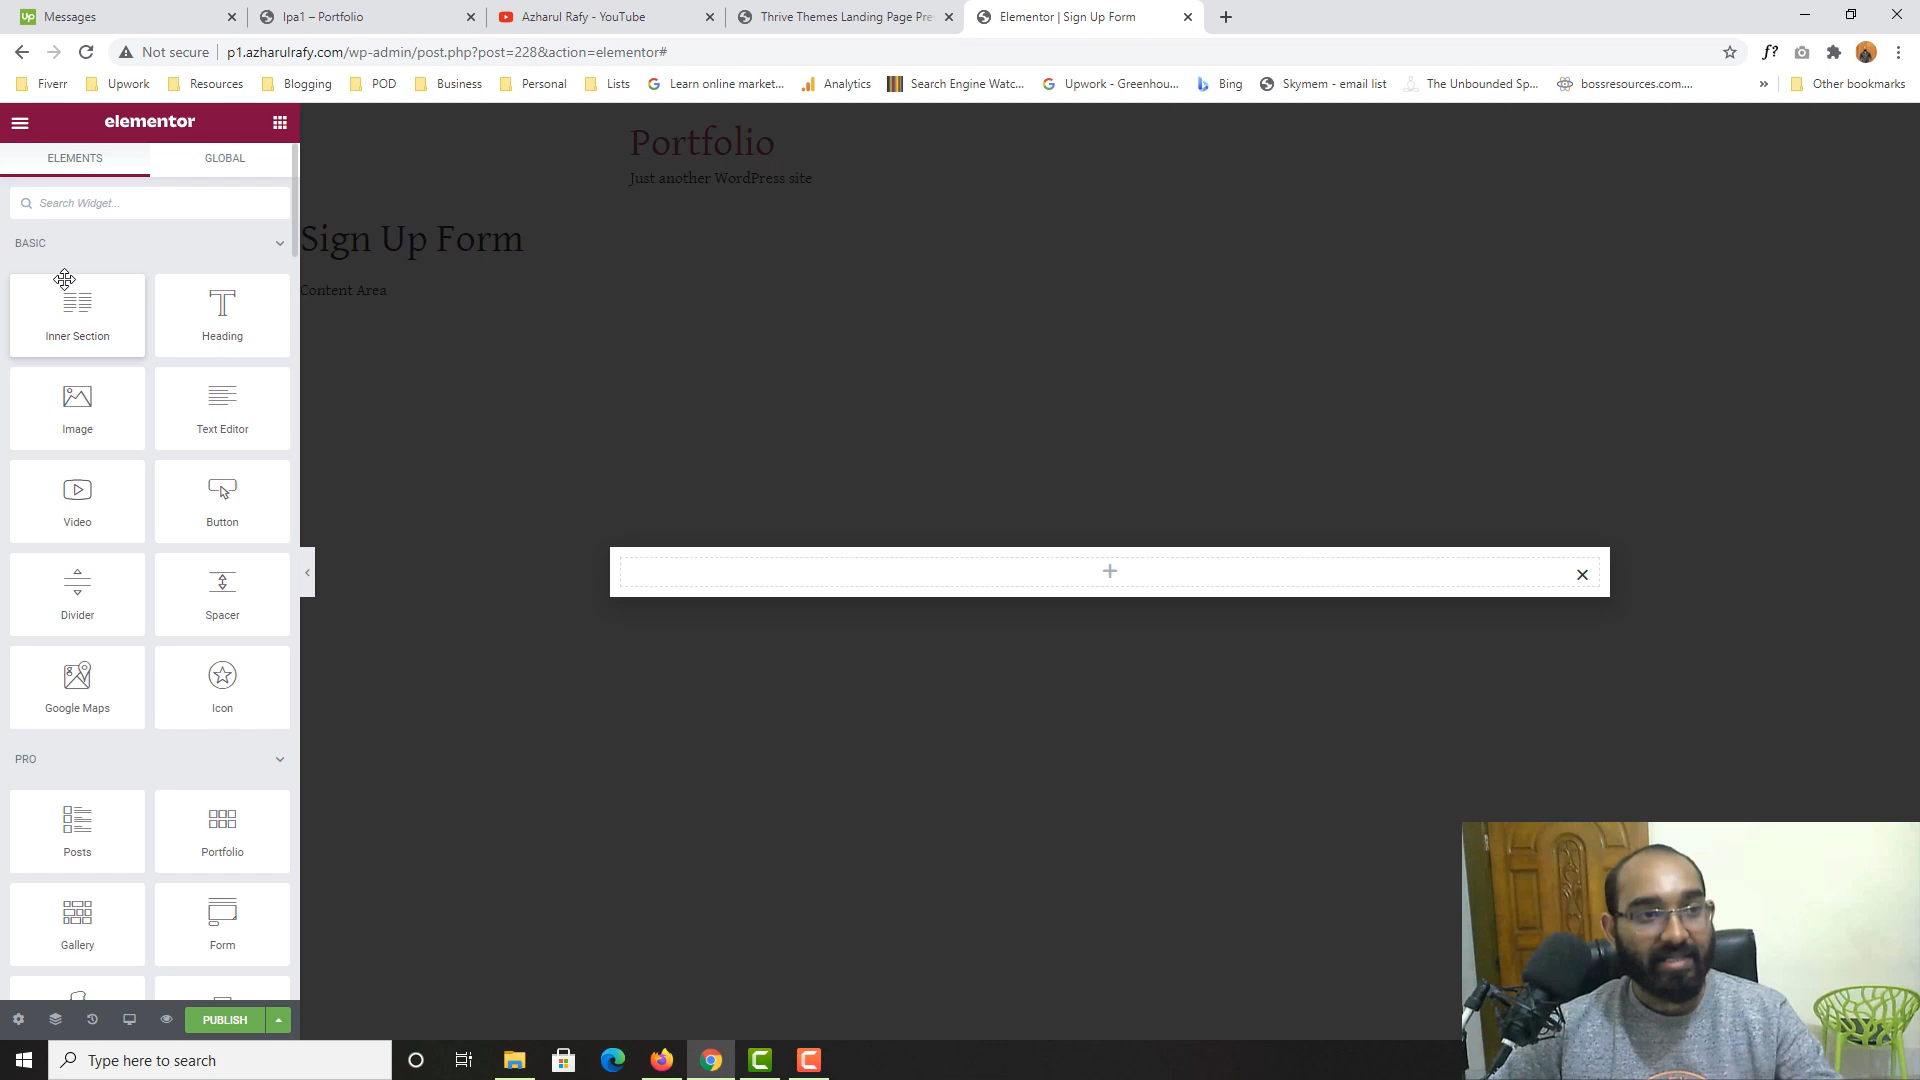 Up Messages
lpa1 – Portfolio
Azharul Rafy - YouTube
Thrive Themes Landing Page Pre
Elementor | Sign Up Form
Not secure
p1.azharulrafy.com/wp-admin/post.php?post=228&action=elementor#
f?
Fiverr
Upwork
Resources
Blogging
POD
Business
Personal
Lists
Learn online market...
Analytics
Search Engine Watc...
Upwork - Greenhou...
Bing
Skymem - email list
The Unbounded Sp...
bossresources.com....
»
Other bookmarks
elementor
ELEMENTS
GLOBAL
Search Widget...
BASIC
Inner Section
Heading
Image
Text Editor
Video
Button
Divider
Spacer
Google Maps
Icon
PRO
Posts
Portfolio
Gallery
Form
PUBLISH
Portfolio
Just another WordPress site
Sign Up Form
Content Area
Type here to search